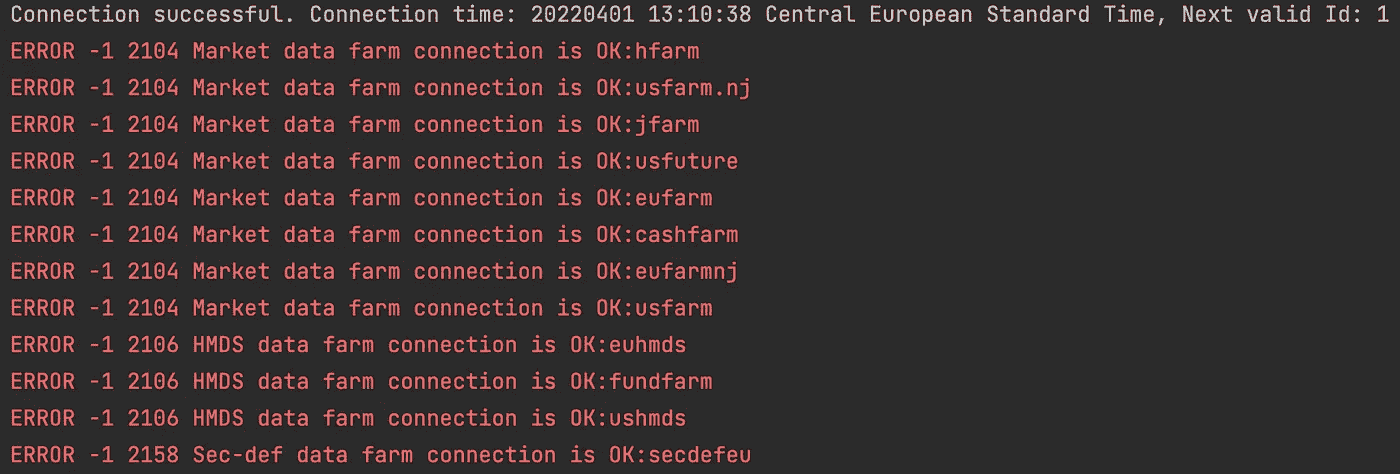 Connection successful. Connection time: 20220401 13:10:38 Central European Standard Time, Next valid Id: 1
ERROR -1 2104 Market data farm connection is OK:hfarm
ERROR -1 2104 Market data farm connection is OK:usfarm.nj
ERROR -1 2104 Market data farm connection is OK:jfarm
ERROR -1 2104 Market data farm connection is OK:usfuture
ERROR -1 2104 Market data farm connection is OK:eufarm
ERROR -1 2104 Market data farm connection is OK:cashfarm
ERROR -1 2104 Market data farm connection is OK:eufarmnj
ERROR -1 2104 Market data farm connection is OK:usfarm
ERROR -1 2106 HMDS data farm connection is OK:euhmds
ERROR -1 2106 HMDS data farm connection is OK:fundfarm
ERROR -1 2106 HMDS data farm connection is OK:ushmds
ERROR -1 2158 Sec-def data farm connection is OK:secdefeu